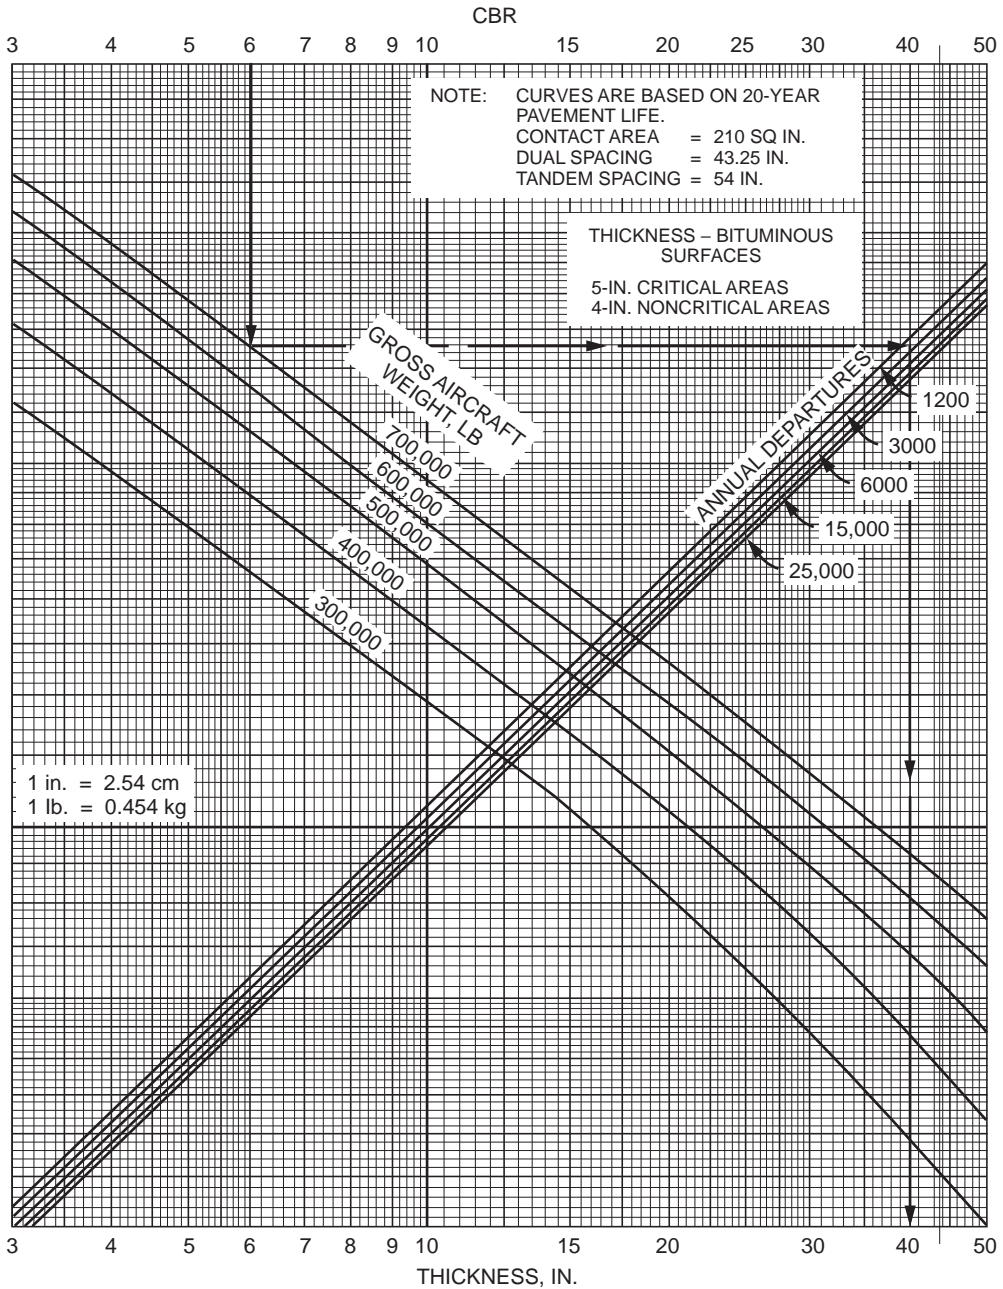 CBR
3 4 5 6 7 8 9 10 15 20 25 30 40 50
NOTE: CURVES ARE BASED ON 20-YEAR
PAVEMENT LIFE.
CONTACT AREA = 210 SQ IN.
DUAL SPACING = 43.25 IN.
TANDEM SPACING = 54 IN.
THICKNESS – BITUMINOUS
SURFACES
5-IN. CRITICAL AREAS
4-IN. NONCRITICAL AREAS
GROSS AIRCRAFT
WEIGHT, LB
700,000
600,000
500,000
400,000
300,000
ANNUAL DEPARTURES
1200
3000
6000
15,000
25,000
1 in. = 2.54 cm
1 lb. = 0.454 kg
3 4 5 6 7 8 9 10 15 20 30 40 50
THICKNESS, IN.